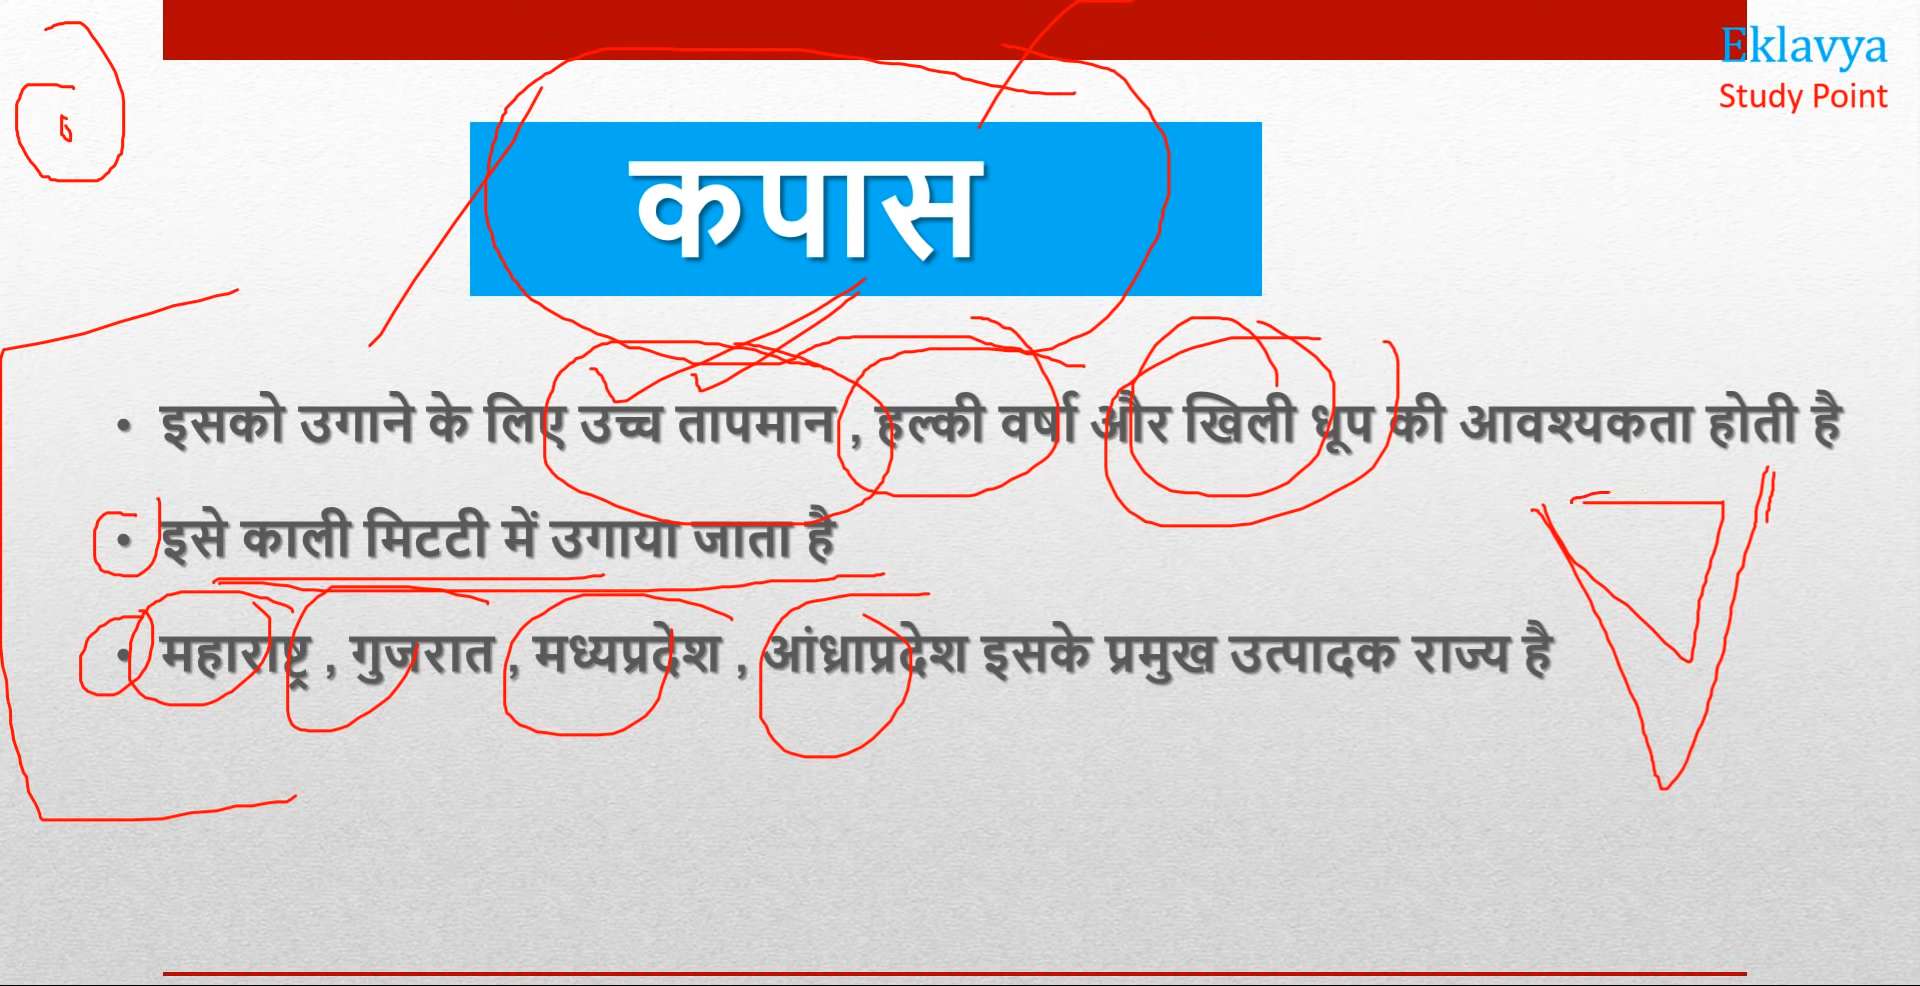 Eklavya
Study Point
कपास
• इसको उगाने के लिए उच्च तापमान , हल्की वर्षा और खिली धूप की आवश्यकता होती है
• इसे काली मिटटी में उगाया जाता है
• महाराष्ट्र , गुजरात , मध्यप्रदेश , आंध्राप्रदेश इसके प्रमुख उत्पादक राज्य है